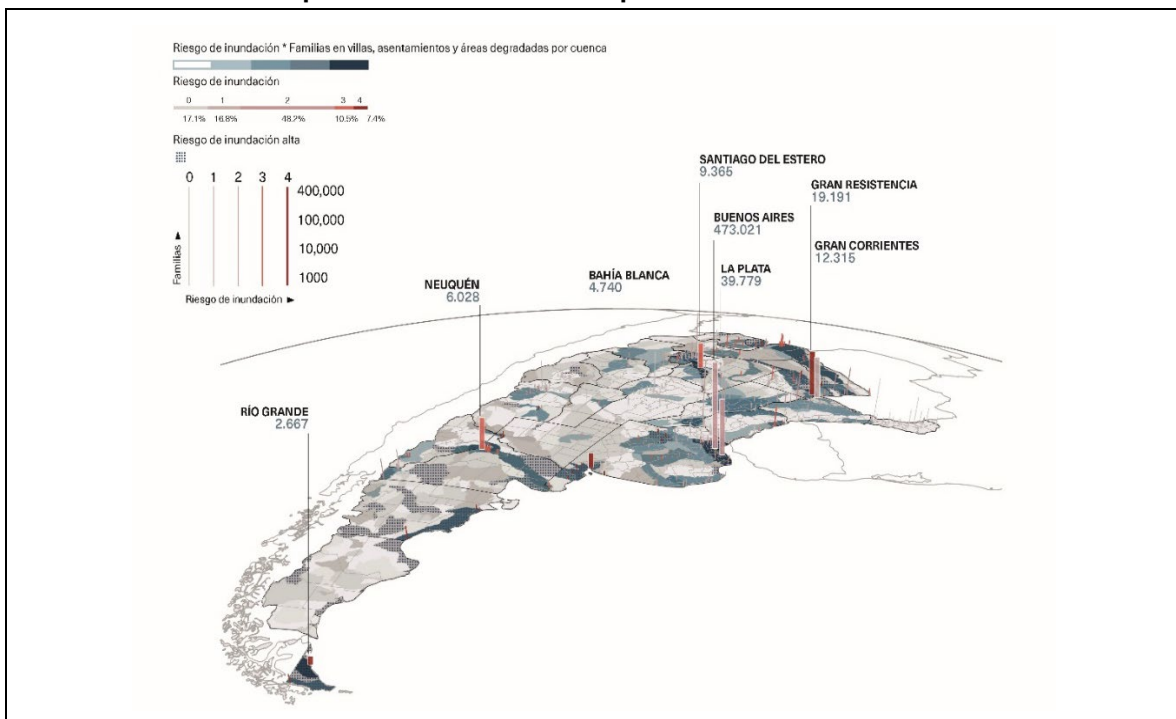 Riesgo de inundación * Familias en villas, asentamientos y áreas degradadas por cuenca
Riesgo de inundación
0 1 2 3 4
17.1% 16.8% 48.2% 10.5% 7.4%
Riesgo de inundación alta
0 1 2 3 4
400,000
100,000
10,000
1000
Familias ▲
Riesgo de inundación ►
SANTIAGO DEL ESTERO
9.365
GRAN RESISTENCIA
19.191
BUENOS AIRES
473.021
GRAN CORRIENTES
12.315
LA PLATA
39.779
BAHÍA BLANCA
4.740
NEUQUÉN
6.028
RÍO GRANDE
2.667